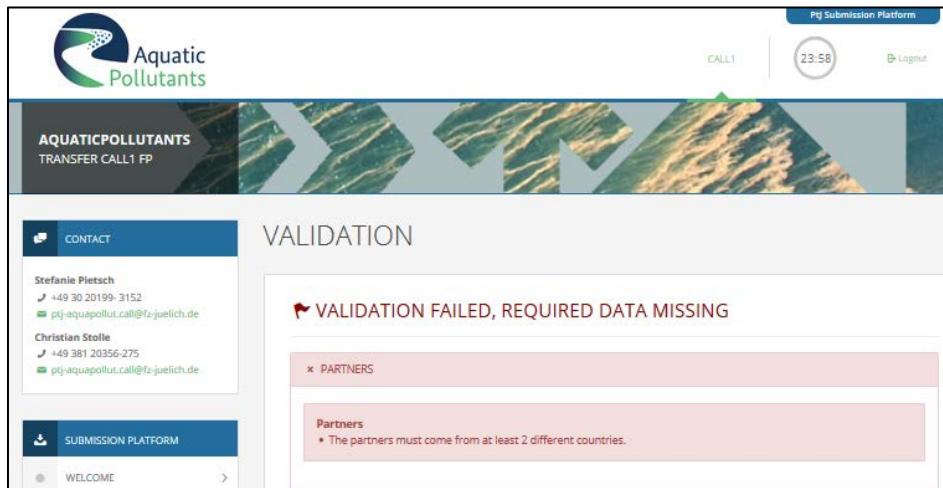 PtJ Submission Platform
Aquatic
Pollutants
CALL1
23:58
Logout
AQUATICPOLLUTANTS
TRANSFER CALL1 FP
CONTACT
Stefanie Pietsch
+49 30 20199- 3152
ptj-aquapollut.call@fz-juelich.de
Christian Stolle
+49 381 20356-275
ptj-aquapollut.call@fz-juelich.de
SUBMISSION PLATFORM
WELCOME
VALIDATION
VALIDATION FAILED, REQUIRED DATA MISSING
× PARTNERS
Partners
• The partners must come from at least 2 different countries.